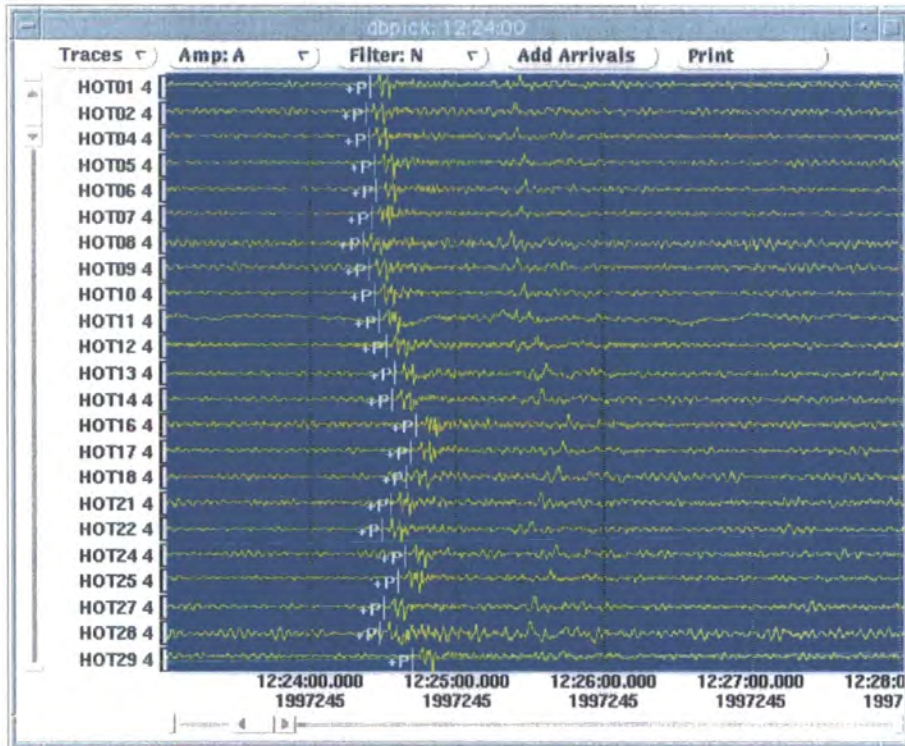 dbpick: 12:24:00
Traces Amp: A Filter: N Add Arrivals Print
HOT01 4 +P
HOT02 4 +P
HOT04 4 +P
HOT05 4 +P
HOT06 4 +P
HOT07 4 +P
HOT08 4 +P
HOT09 4 +P
HOT10 4 +P
HOT11 4 +P
HOT12 4 +P
HOT13 4 +P
HOT14 4 +P
HOT16 4 +P
HOT17 4 +P
HOT18 4 +P
HOT21 4 +P
HOT22 4 +P
HOT24 4 +P
HOT25 4 +P
HOT27 4 +P
HOT28 4 +P
HOT29 4 +P
12:24:00.000 12:25:00.000 12:26:00.000 12:27:00.000 12:28:0
1997245 1997245 1997245 1997245 1997